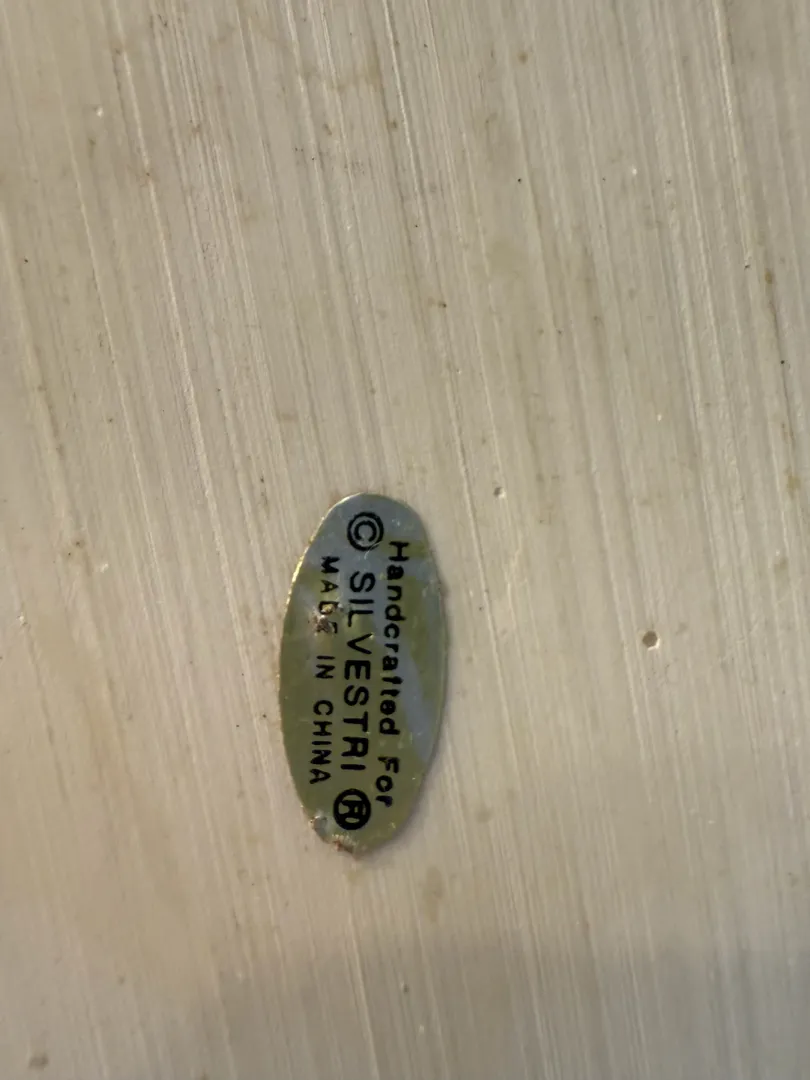 Handcrafted For
© SILVESTRI ®
MADE IN CHINA